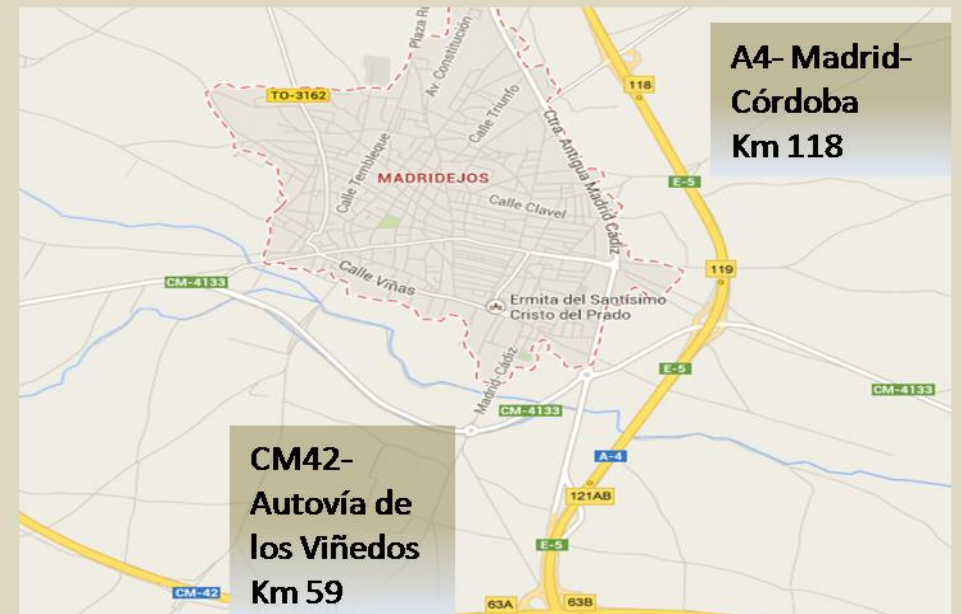 A4- Madrid-
Córdoba
Km 118
Plaza R
Av. Constitución
118
TO-3162
Calle Triunfo
Ctra. Antigua Madrid Cádiz
Calle Tembleque
MADRIDEJOS
E-5
Calle Clavel
119
Calle Viñas
CM-4133
Ermita del Santísimo
Cristo del Prado
Madrid-Cádiz
E-5
CM-4133
CM-4133
CM42-
Autovía de
los Viñedos
Km 59
A-4
121AB
E-5
CM-42
63A
63B